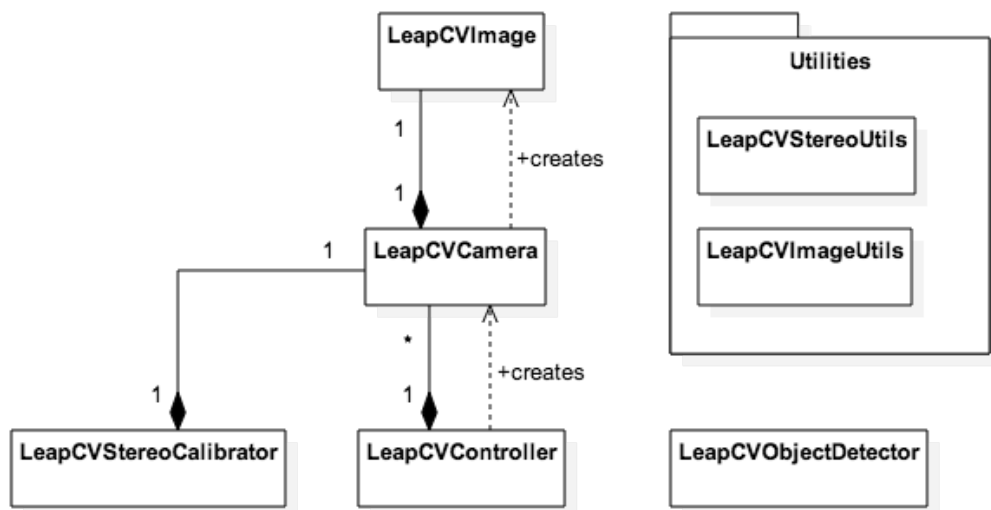 LeapCVImage
Utilities
1
+creates
LeapCVStereoUtils
1
LeapCVCamera
LeapCVImageUtils
1
*
+creates
1
1
LeapCVStereoCalibrator
LeapCVController
LeapCVObjectDetector